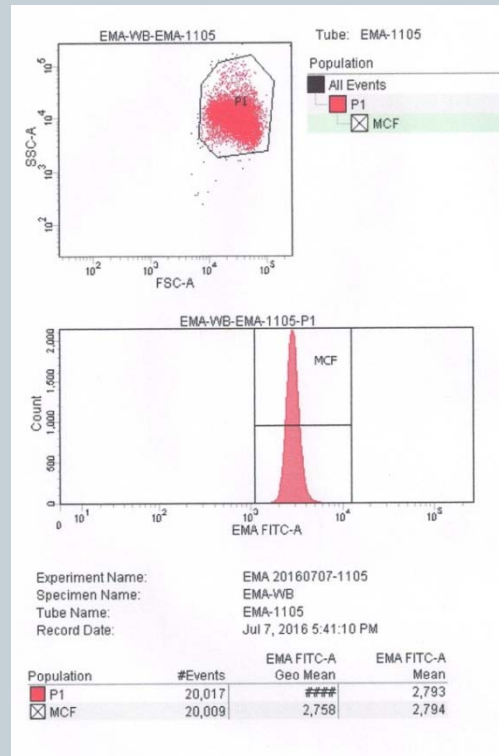 EMA-WB-EMA-1105
Tube: EMA-1105
Population
All Events
P1
MCF
SSC-A
10^5
10^4
10^3
10^2
P1
10^2 10^3 10^4 10^5
FSC-A
EMA-WB-EMA-1105-P1
Count
2,000
1,500
1,000
500
0
MCF
0 10^1 10^2 10^3 10^4 10^5
EMA FITC-A
Experiment Name: EMA 20160707-1105
Specimen Name: EMA-WB
Tube Name: EMA-1105
Record Date: Jul 7, 2016 5:41:10 PM
EMA FITC-A EMA FITC-A
Population #Events Geo Mean Mean
P1 20,017 #### 2,793
MCF 20,009 2,758 2,794